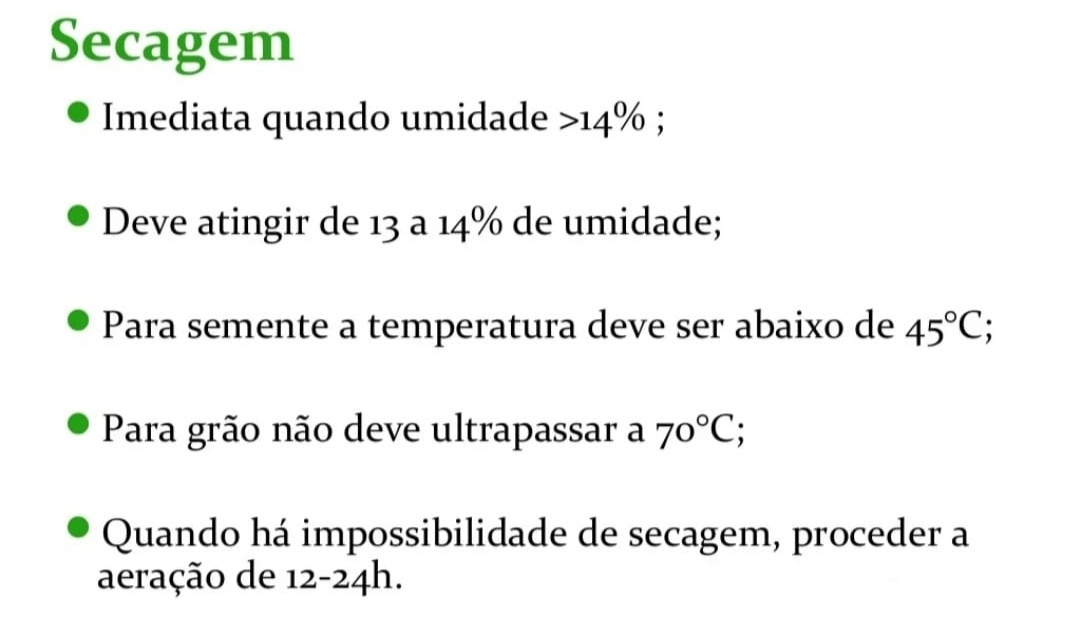 Secagem
Imediata quando umidade >14% ;
Deve atingir de 13 a 14% de umidade;
Para semente a temperatura deve ser abaixo de 45°C;
Para grão não deve ultrapassar a 70°C;
Quando há impossibilidade de secagem, proceder a
aeração de 12-24h.